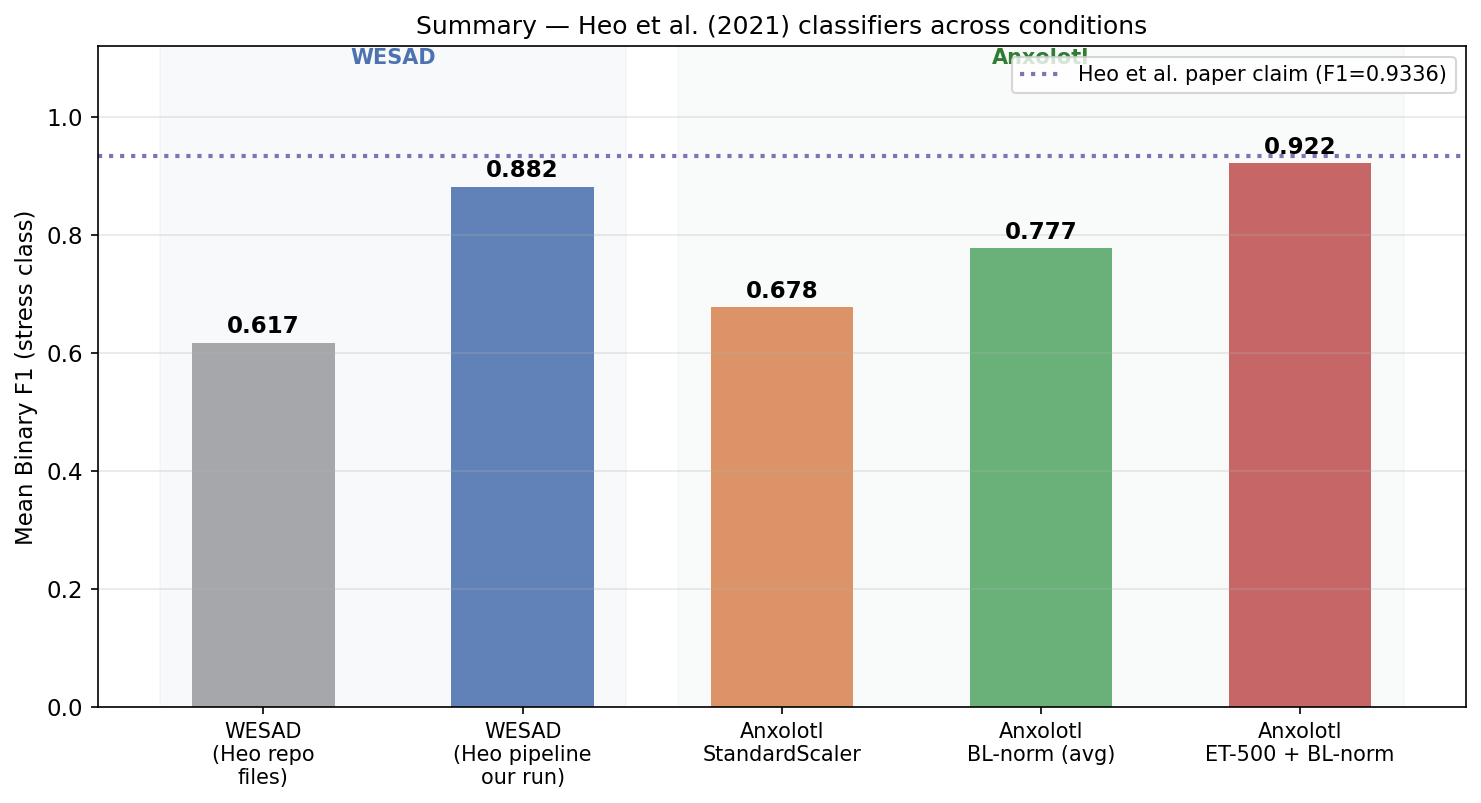 Summary — Heo et al. (2021) classifiers across conditions
WESAD
Anxolotl
Heo et al. paper claim (F1=0.9336)
Mean Binary F1 (stress class)
1.0
0.8
0.6
0.4
0.2
0.0
0.617
0.882
0.678
0.777
0.922
WESAD
(Heo repo
files)
WESAD
(Heo pipeline
our run)
Anxolotl
StandardScaler
Anxolotl
BL-norm (avg)
Anxolotl
ET-500 + BL-norm